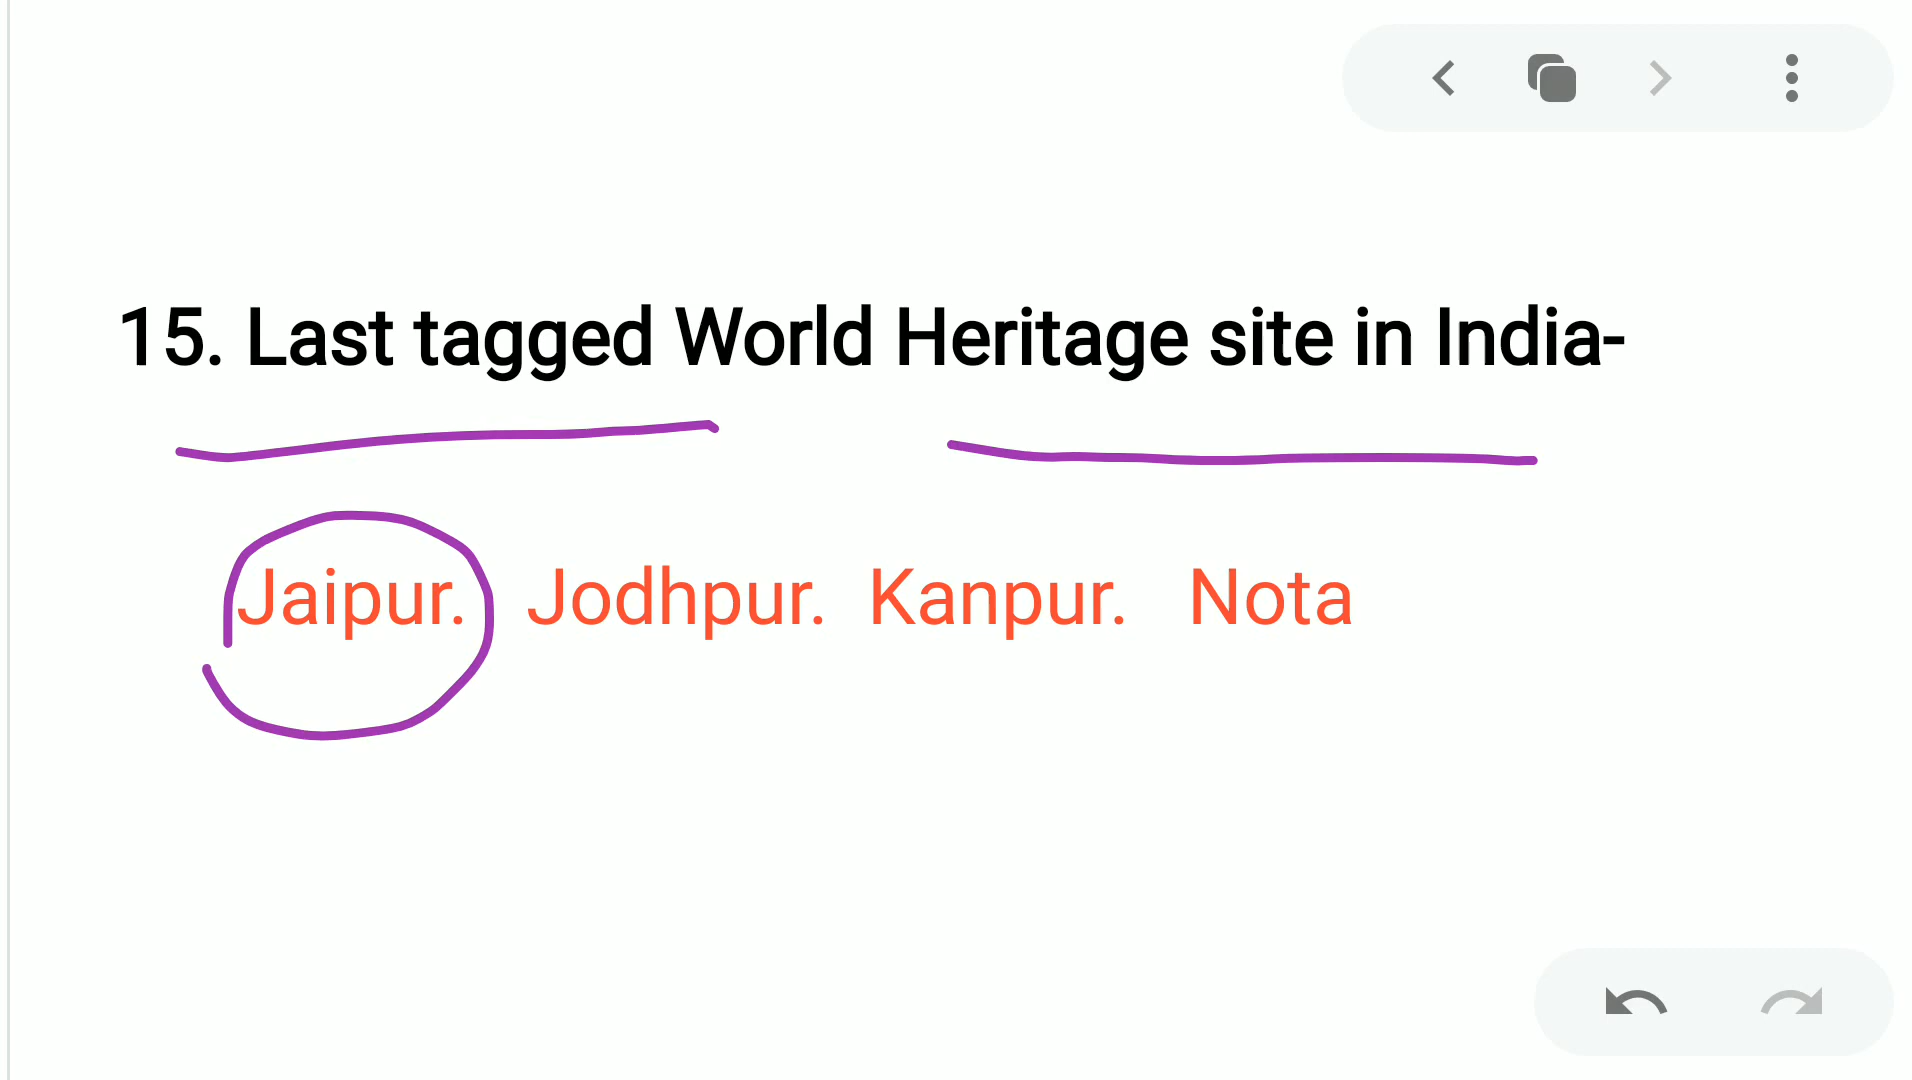 15. Last tagged World Heritage site in India-
Jaipur. Jodhpur. Kanpur. Nota